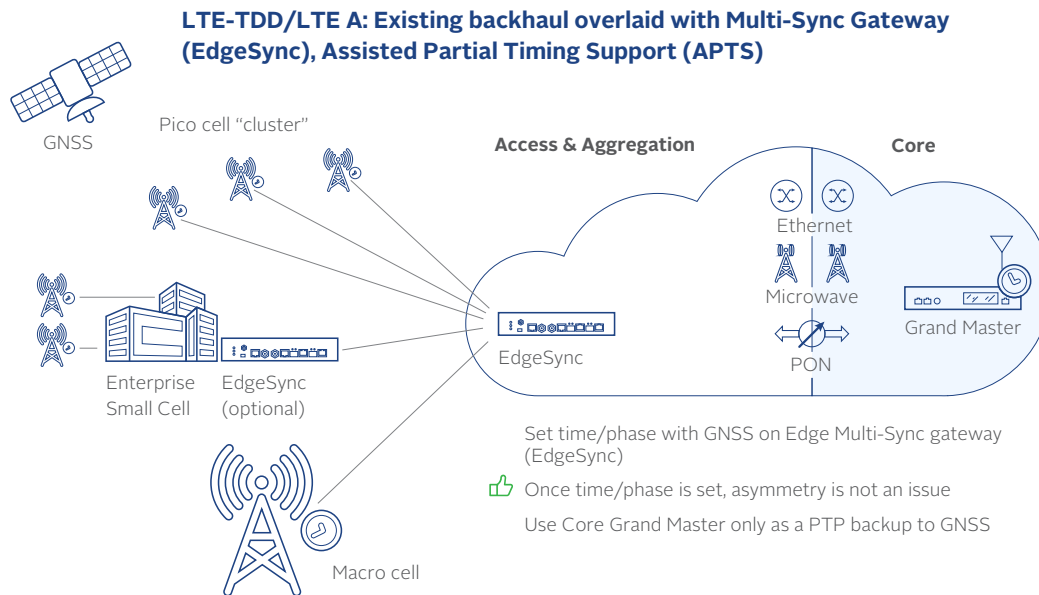 LTE-TDD/LTE A: Existing backhaul overlaid with Multi-Sync Gateway
(EdgeSync), Assisted Partial Timing Support (APTS)
GNSS
Pico cell “cluster”
Access & Aggregation
Core
Ethernet
Microwave
Grand Master
PON
EdgeSync
Enterprise
Small Cell
EdgeSync
(optional)
Macro cell
Set time/phase with GNSS on Edge Multi-Sync gateway
(EdgeSync)
Once time/phase is set, asymmetry is not an issue
Use Core Grand Master only as a PTP backup to GNSS